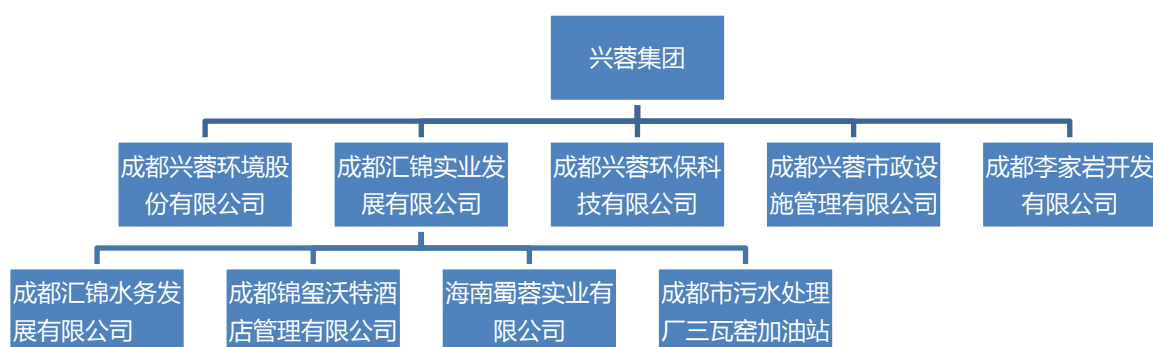 兴蓉集团
成都兴蓉环境股
份有限公司
成都汇锦实业发
展有限公司
成都兴蓉环保科
技有限公司
成都兴蓉市政设
施管理有限公司
成都李家岩开发
有限公司
成都汇锦水务发
展有限公司
成都锦玺沃特酒
店管理有限公司
海南蜀蓉实业有
限公司
成都市污水处理
厂三瓦窑加油站